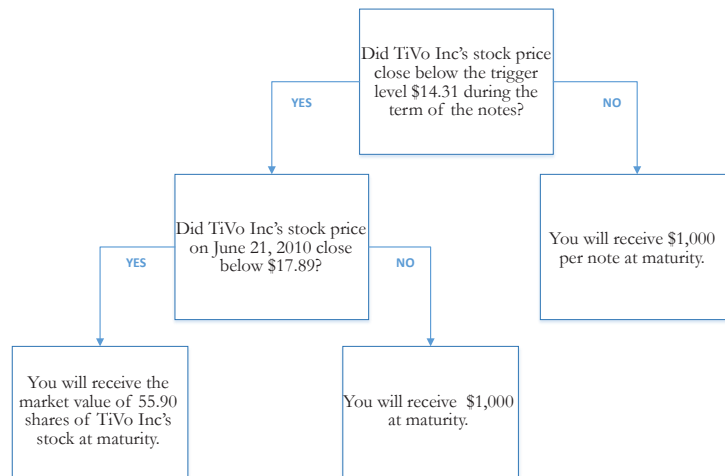 Did TiVo Inc's stock price
close below the trigger
level $14.31 during the
term of the notes?
YES
NO
Did TiVo Inc's stock price
on June 21, 2010 close
below $17.89?
You will receive $1,000
per note at maturity.
YES
NO
You will receive the
market value of 55.90
shares of TiVo Inc's
stock at maturity.
You will receive $1,000
at maturity.